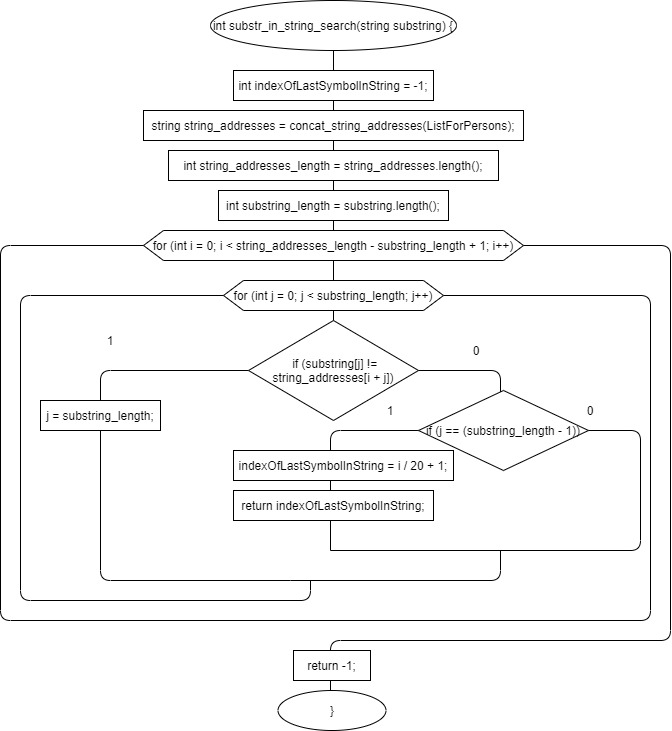 int substr_in_string_search(string substring) {
int indexOfLastSymbolInString = -1;
string string_addresses = concat_string_addresses(ListForPersons);
int string_addresses_length = string_addresses.length();
int substring_length = substring.length();
for (int i = 0; i < string_addresses_length - substring_length + 1; i++)
for (int j = 0; j < substring_length; j++)
1
0
if (substring[j] !=
string_addresses[i + j])
j = substring_length;
1
0
if (j == (substring_length - 1))
indexOfLastSymbolInString = i / 20 + 1;
return indexOfLastSymbolInString;
return -1;
}